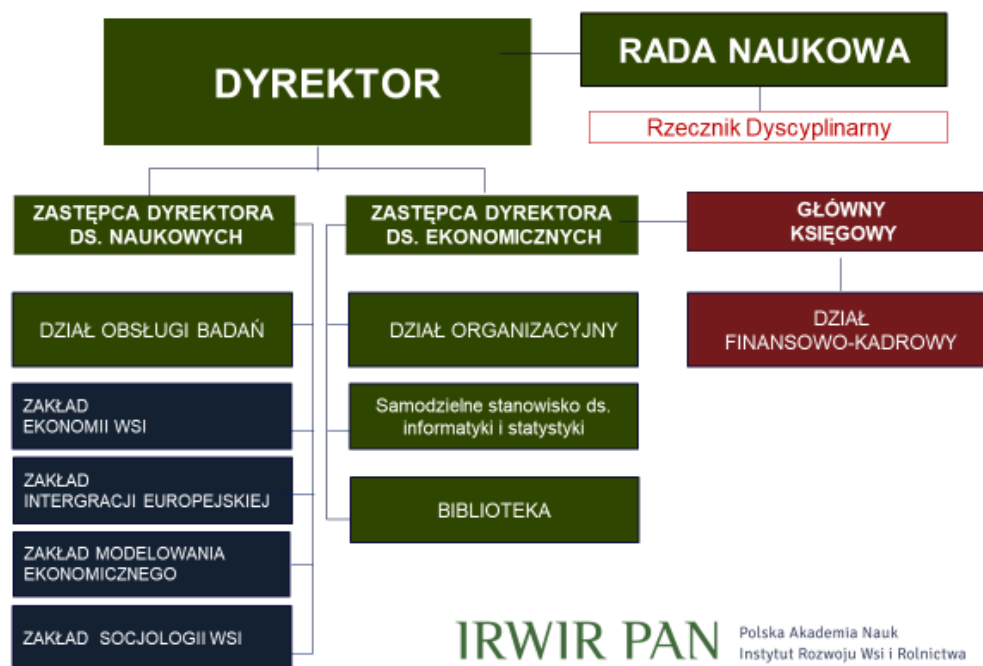 DYREKTOR
RADA NAUKOWA
Rzecznik Dyscyplinarny
ZASTĘPCA DYREKTORA
DS. NAUKOWYCH
ZASTĘPCA DYREKTORA
DS. EKONOMICZNYCH
GŁÓWNY
KSIĘGOWY
DZIAŁ OBSŁUGI BADAŃ
DZIAŁ ORGANIZACYJNY
DZIAŁ
FINANSOWO-KADROWY
ZAKŁAD
EKONOMII WSI
Samodzielne stanowisko ds.
informatyki i statystyki
ZAKŁAD
INTERGRACJI EUROPEJSKIEJ
BIBLIOTEKA
ZAKŁAD MODELOWANIA
EKONOMICZNEGO
ZAKŁAD SOCJOLOGII WSI
IRWIR PAN
Polska Akademia Nauk
Instytut Rozwoju Wsi i Rolnictwa